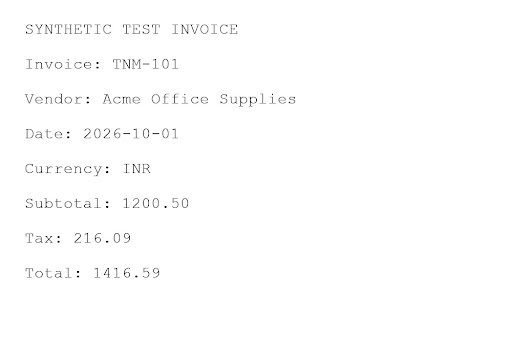 SYNTHETIC TEST INVOICE
Invoice: TNM-101
Vendor: Acme Office Supplies
Date: 2026-10-01
Currency: INR
Subtotal: 1200.50
Tax: 216.09
Total: 1416.59